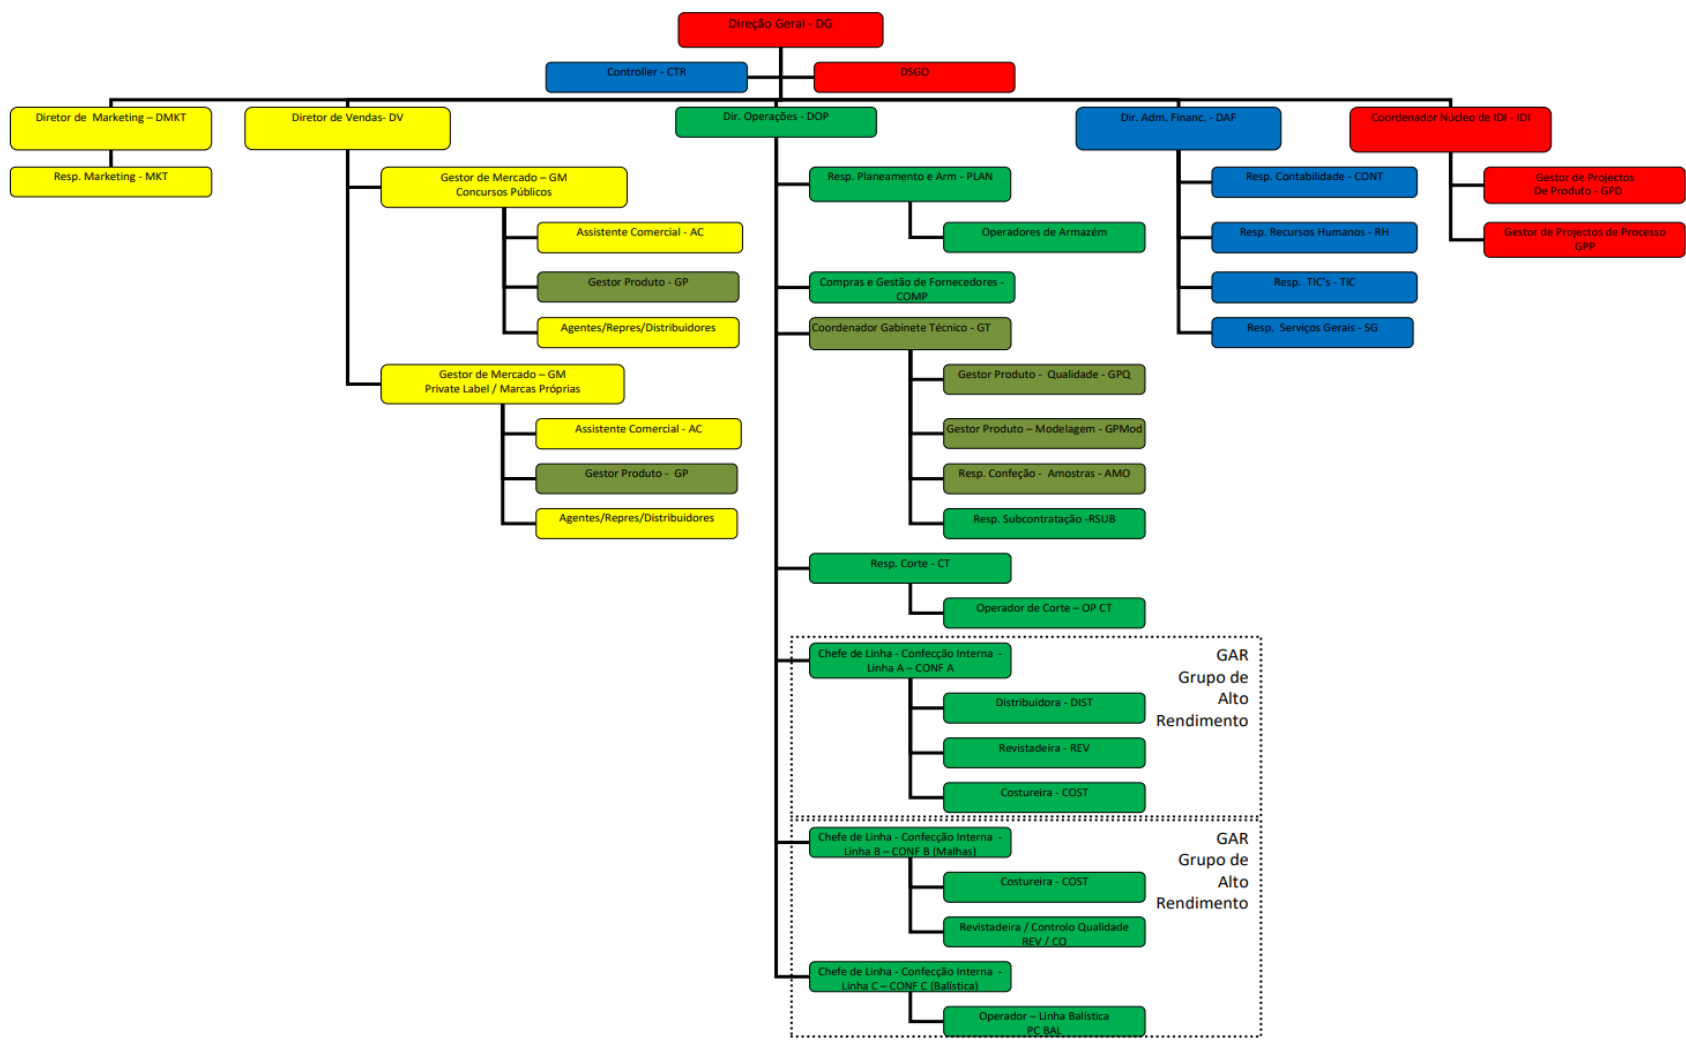 Direção Geral - DG
Controller - CTR
DSGQ
Diretor de  Marketing – DMKT
Diretor de Vendas- DV
Dir. Operações - DOP
Dir. Adm. Financ. - DAF
Coordenador Núcleo de IDI - IDI
Resp. Marketing - MKT
Gestor de Mercado – GM
Concursos Públicos
Assistente Comercial - AC
Gestor Produto - GP
Agentes/Repres/Distribuidores
Gestor de Mercado – GM
Private Label / Marcas Próprias
Assistente Comercial - AC
Gestor Produto -  GP
Agentes/Repres/Distribuidores
Resp. Planeamento e Arm - PLAN
Operadores de Armazém
Compras e Gestão de Fornecedores -
COMP
Coordenador Gabinete Técnico - GT
Gestor Produto -  Qualidade - GPQ
Gestor Produto – Modelagem - GPMod
Resp. Confeção -  Amostras - AMO
Resp. Subcontratação -RSUB
Resp. Corte - CT
Operador de Corte – OP CT
Chefe de Linha - Confecção Interna  -
Linha A – CONF A
Distribuidora - DIST
Revistadeira - REV
Costureira - COST
GAR
Grupo de
Alto
Rendimento
Chefe de Linha - Confecção Interna  -
Linha B – CONF B (Malhas)
Costureira - COST
Revistadeira / Controlo Qualidade
REV / CQ
Chefe de Linha - Confecção Interna  -
Linha C – CONF C (Balística)
Operador – Linha Balística
PC BAL
GAR
Grupo de
Alto
Rendimento
Resp. Contabilidade - CONT
Resp. Recursos Humanos - RH
Resp.  TIC's - TIC
Resp.  Serviços Gerais - SG
Gestor de Projectos
De Produto - GPD
Gestor de Projectos de Processo
GPP